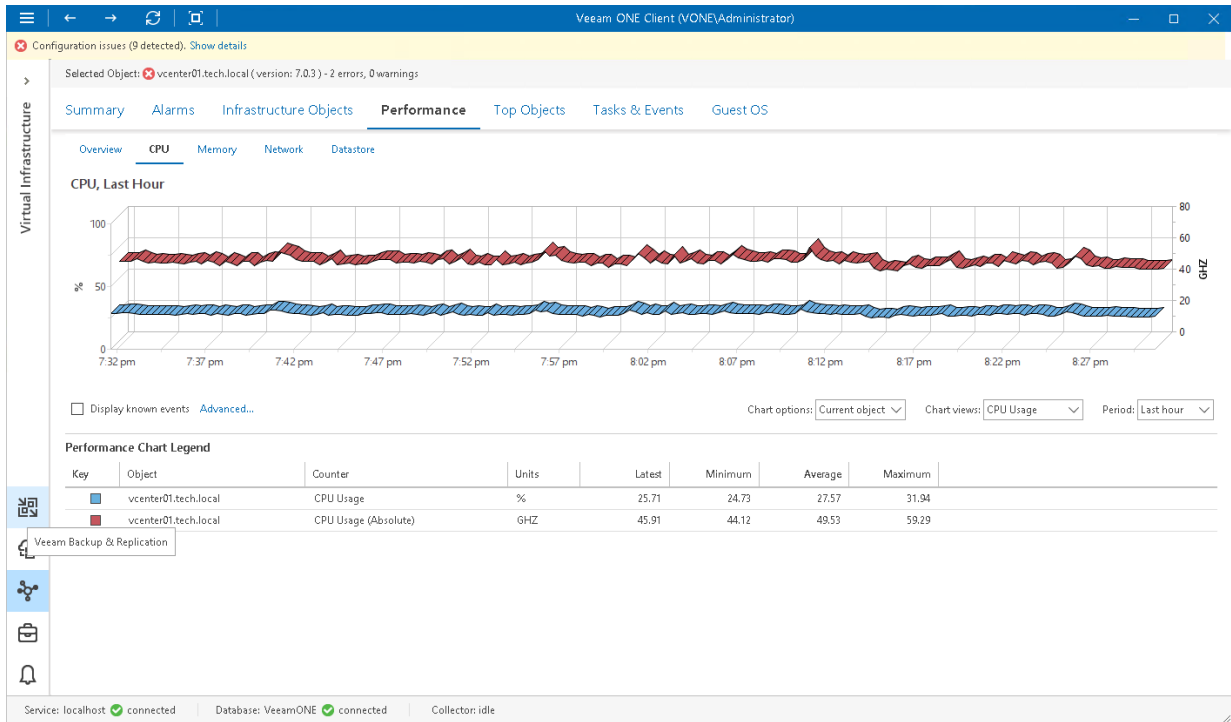 Veeam ONE Client (VONE\Administrator)
Configuration issues (9 detected). Show details
Virtual Infrastructure
Selected Object: vcenter01.tech.local ( version: 7.0.3 ) - 2 errors, 0 warnings
Summary Alarms Infrastructure Objects Performance Top Objects Tasks & Events Guest OS
Overview CPU Memory Network Datastore
CPU, Last Hour
100
50
0
%
80
60
40
20
0
GHZ
7:32 pm 7:37 pm 7:42 pm 7:47 pm 7:52 pm 7:57 pm 8:02 pm 8:07 pm 8:12 pm 8:17 pm 8:22 pm 8:27 pm
Display known events Advanced... Chart options: Current object Chart views: CPU Usage Period: Last hour
Performance Chart Legend
Key Object Counter Units Latest Minimum Average Maximum
vcenter01.tech.local CPU Usage % 25.71 24.73 27.57 31.94
vcenter01.tech.local CPU Usage (Absolute) GHZ 45.91 44.12 49.53 59.29
Veeam Backup & Replication
Service: localhost connected Database: VeeamONE connected Collector: idle